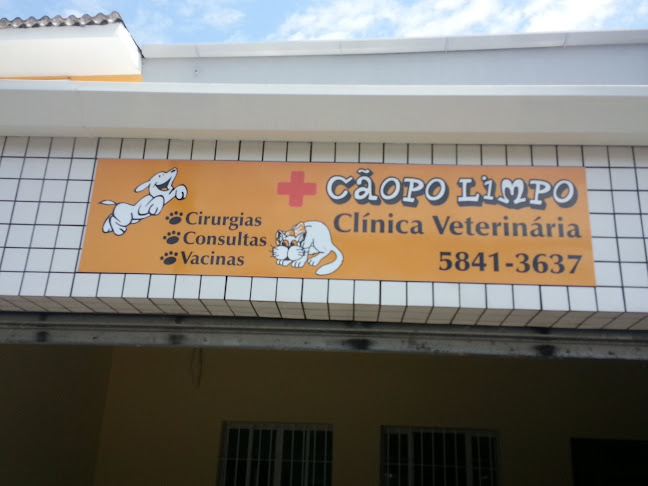 CÃOPO LIMPO
Clínica Veterinária
5841-3637
Cirurgias
Consultas
Vacinas